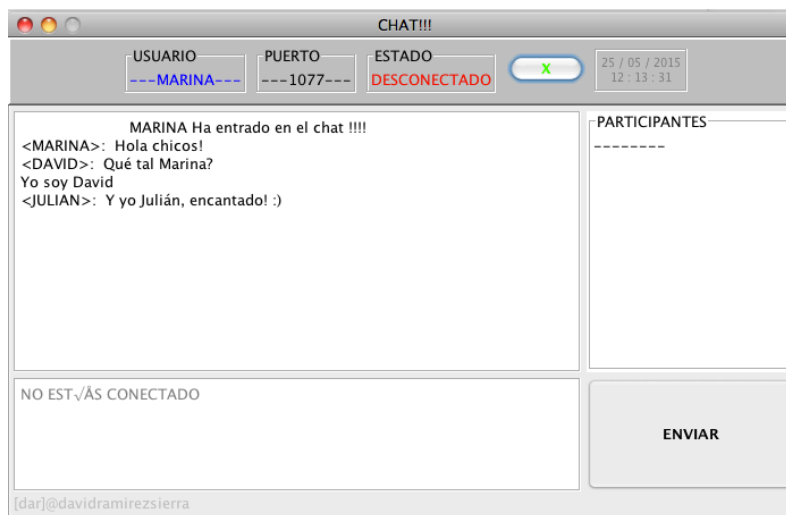 CHAT!!!
USUARIO
---MARINA---
PUERTO
---1077---
ESTADO
DESCONECTADO
X
25 / 05 / 2015
12 : 13 : 31
MARINA Ha entrado en el chat !!!!
<MARINA>: Hola chicos!
<DAVID>: Qué tal Marina?
Yo soy David
<JULIAN>: Y yo Julián, encantado! :)
PARTICIPANTES
--------
NO EST√ÅS CONECTADO
ENVIAR
[dar]@davidramirezsierra